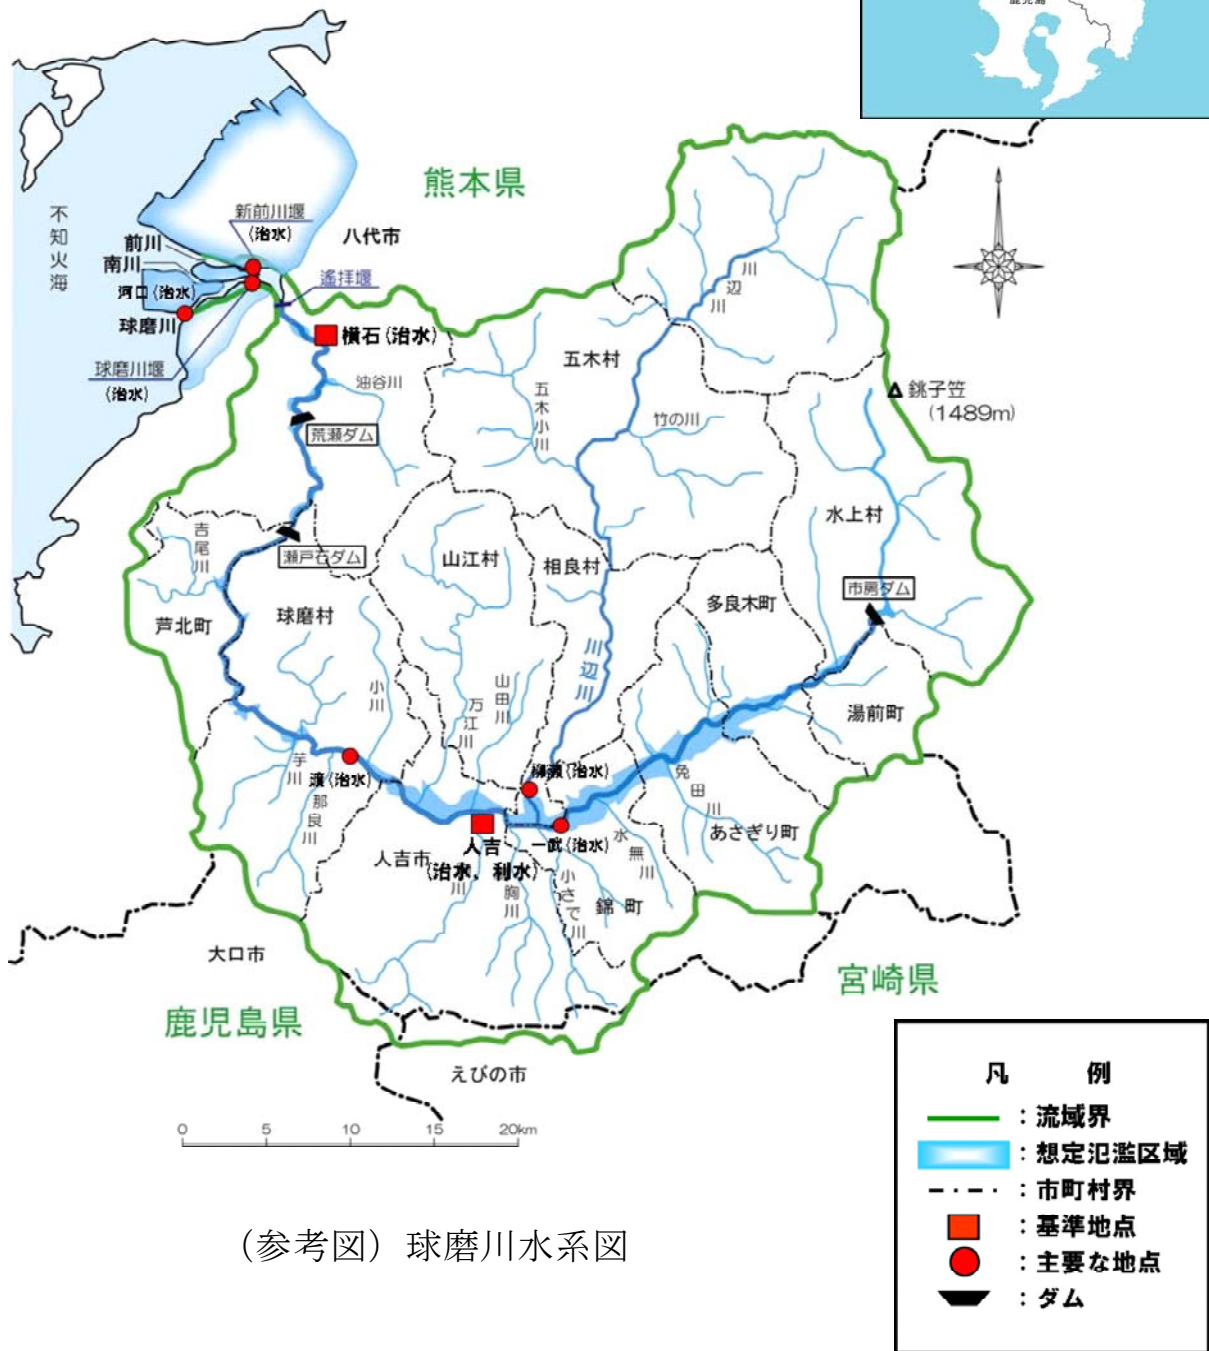 鹿児島
熊本県
不知火海
新前川堰
(治水)
八代市
前川
南川
遙拝堰
河口(治水)
球磨川
横石(治水)
球磨川堰
(治水)
油谷川
荒瀬ダム
五木村
川辺川
五木小川
竹の川
銚子笠
(1489m)
水上村
吉尾川
瀬戸石ダム
山江村
相良村
多良木町
市房ダム
芦北町
球磨村
川辺川
小川
山田川
万江川
湯前町
芋川
渡(治水)
那良川
柳瀬(治水)
免田川
あさぎり町
人吉市
人吉
(治水、利水)
川
一武(治水)
水無川
胸川
小さで川
錦町
大口市
宮崎県
鹿児島県
えびの市
0 5 10 15 20km
凡 例
:流域界
:想定氾濫区域
:市町村界
:基準地点
:主要な地点
:ダム
(参考図)球磨川水系図